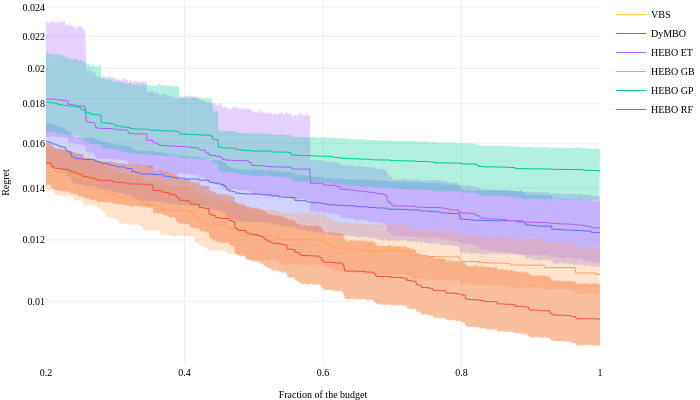 0.024
0.022
0.02
0.018
0.016
0.014
0.012
0.01
Regret
0.2
0.4
0.6
0.8
1
Fraction of the budget
VBS
DyMBO
HEBO ET
HEBO GB
HEBO GP
HEBO RF